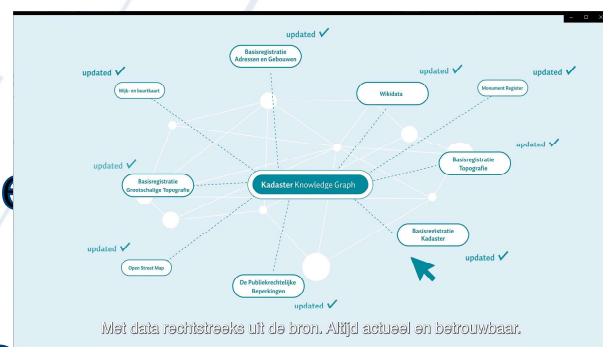 updated
Basisregistratie
Adressen en Gebouwen
updated
Wijk- en buurtkaart
updated
Wikidata
updated
Monument Register
updated
Basisregistratie
Topografie
updated
Basisregistratie
Grootschalige Topografie
Kadaster Knowledge Graph
Basisregistratie
Kadaster
updated
updated
Open Street Map
De Publiekrechtelijke
Beperkingen
updated
Met data rechtstreeks uit de bron. Altijd actueel en betrouwbaar.